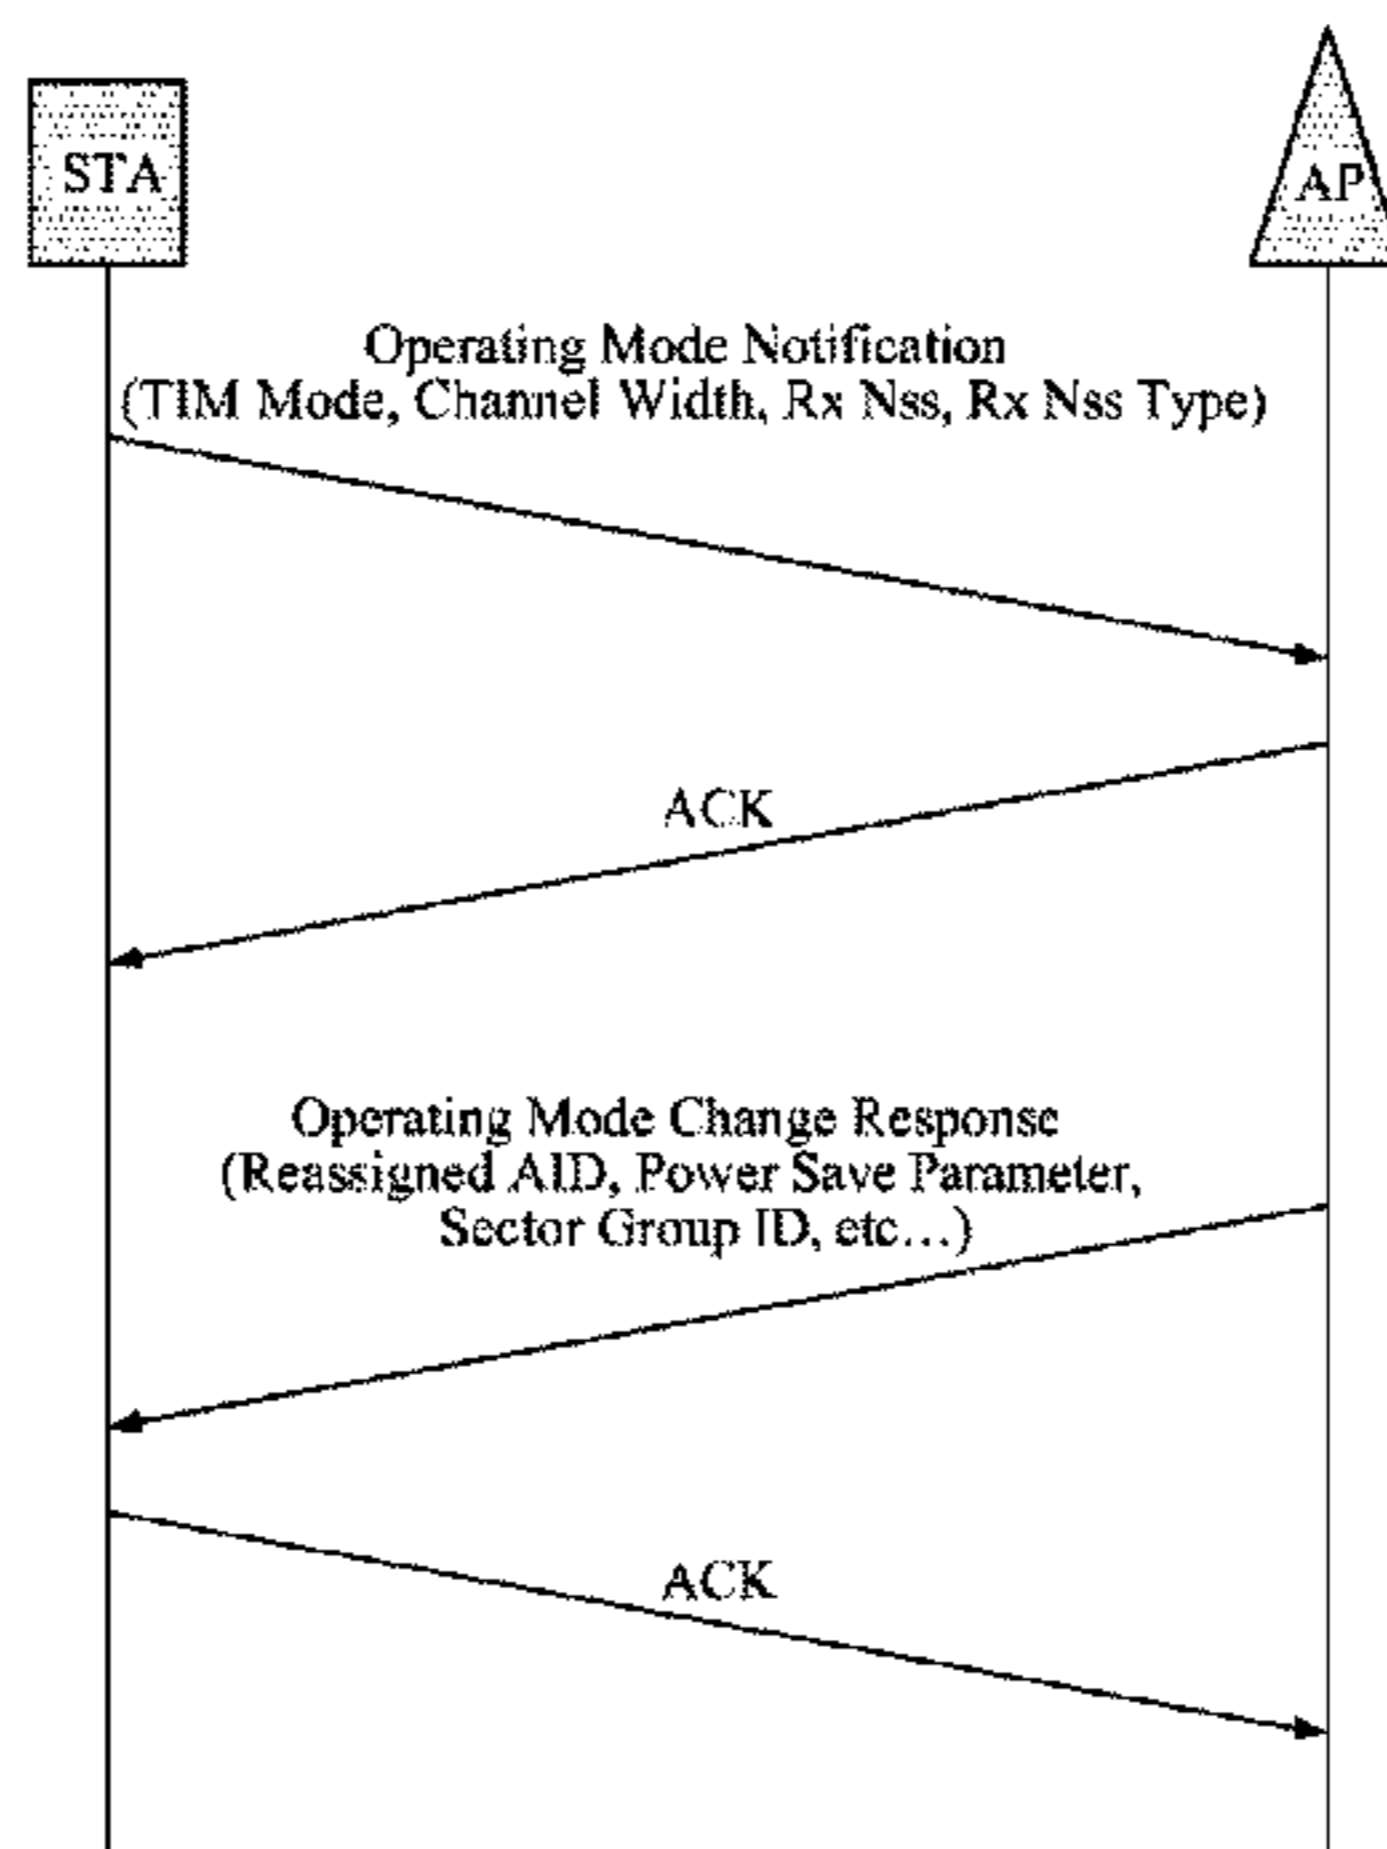 STA
AP
Operating Mode Notification
(TIM Mode, Channel Width, Rx Nss, Rx Nss Type)
ACK
Operating Mode Change Response
(Reassigned AID, Power Save Parameter,
Sector Group ID, etc...)
ACK